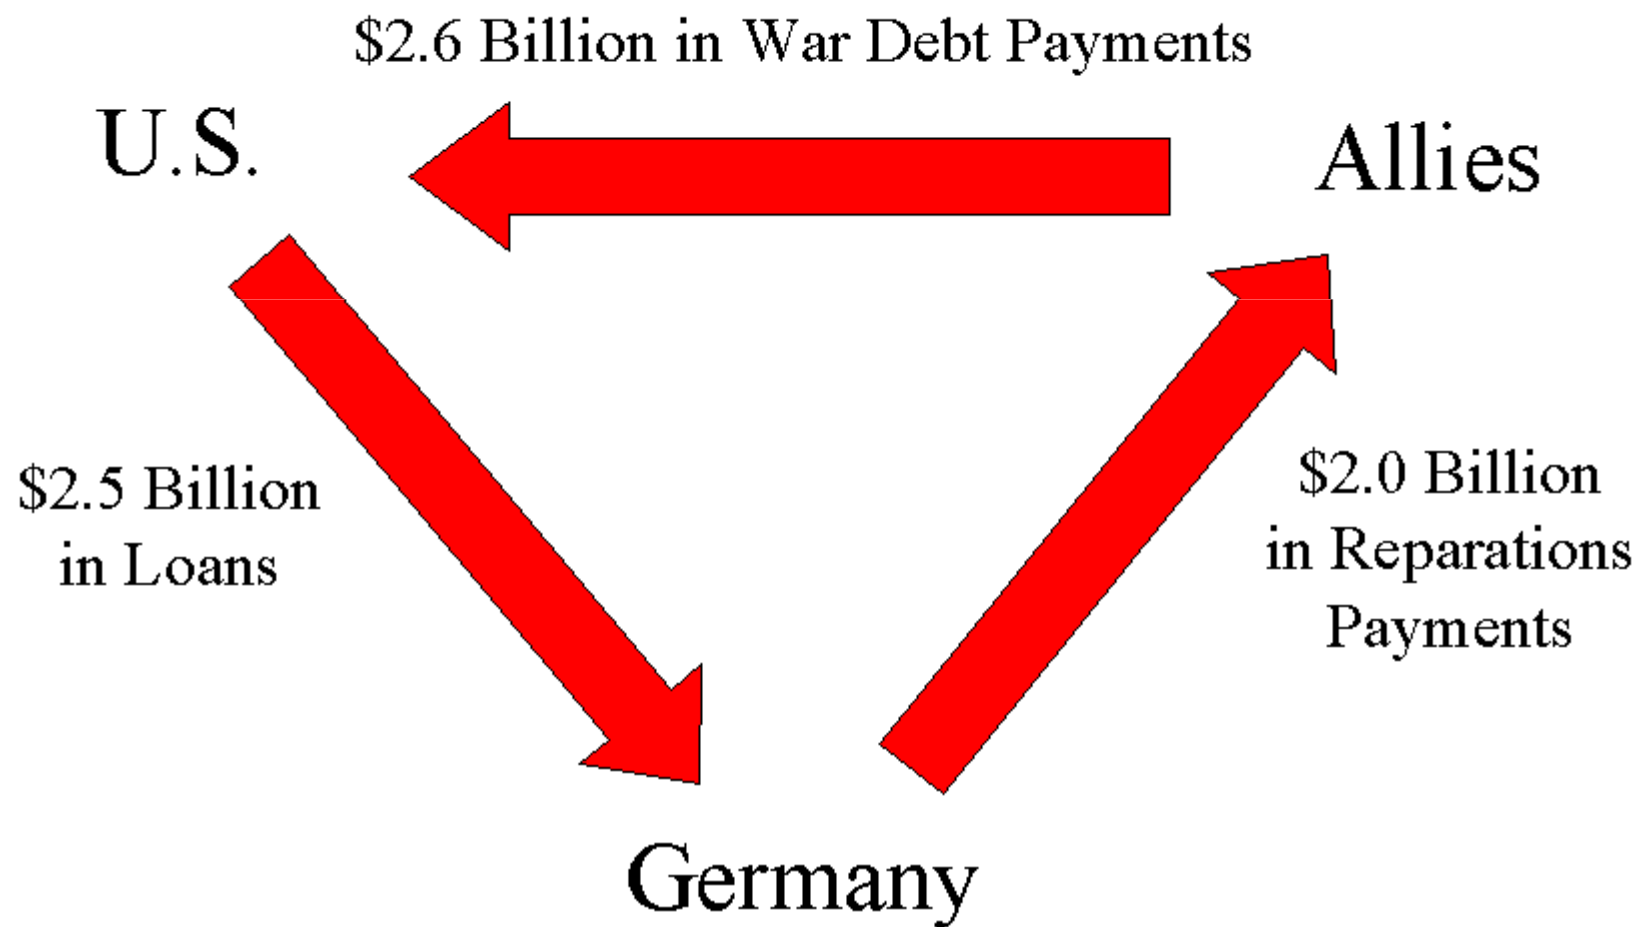 $2.6 Billion in War Debt Payments
U.S.
Allies
$2.5 Billion
in Loans
$2.0 Billion
in Reparations
Payments
Germany